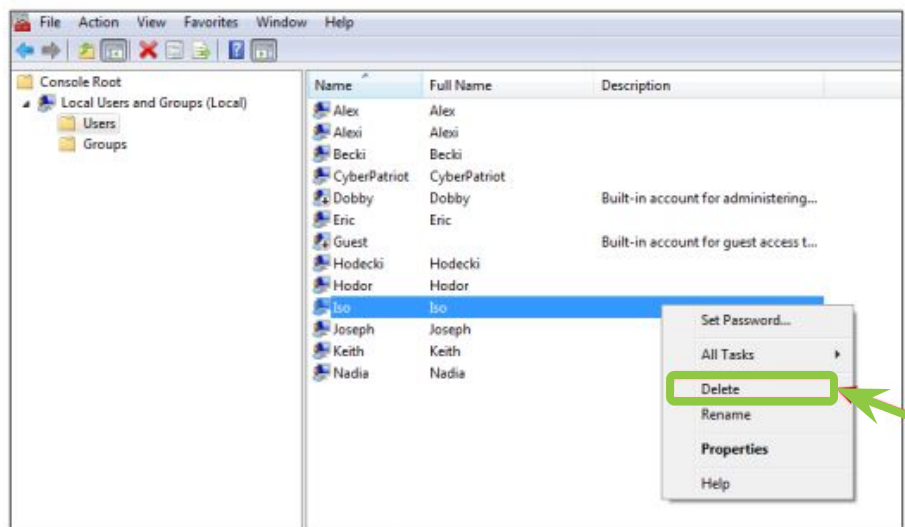 File Action View Favorites Window Help
Console Root
Local Users and Groups (Local)
Users
Groups
Name Full Name Description
Alex Alex
Alexi Alexi
Becki Becki
CyberPatriot CyberPatriot
Dobby Dobby Built-in account for administering...
Eric Eric
Guest Built-in account for guest access t...
Hodecki Hodecki
Hodor Hodor
Iso Iso
Joseph Joseph
Keith Keith
Nadia Nadia
Set Password...
All Tasks
Delete
Rename
Properties
Help